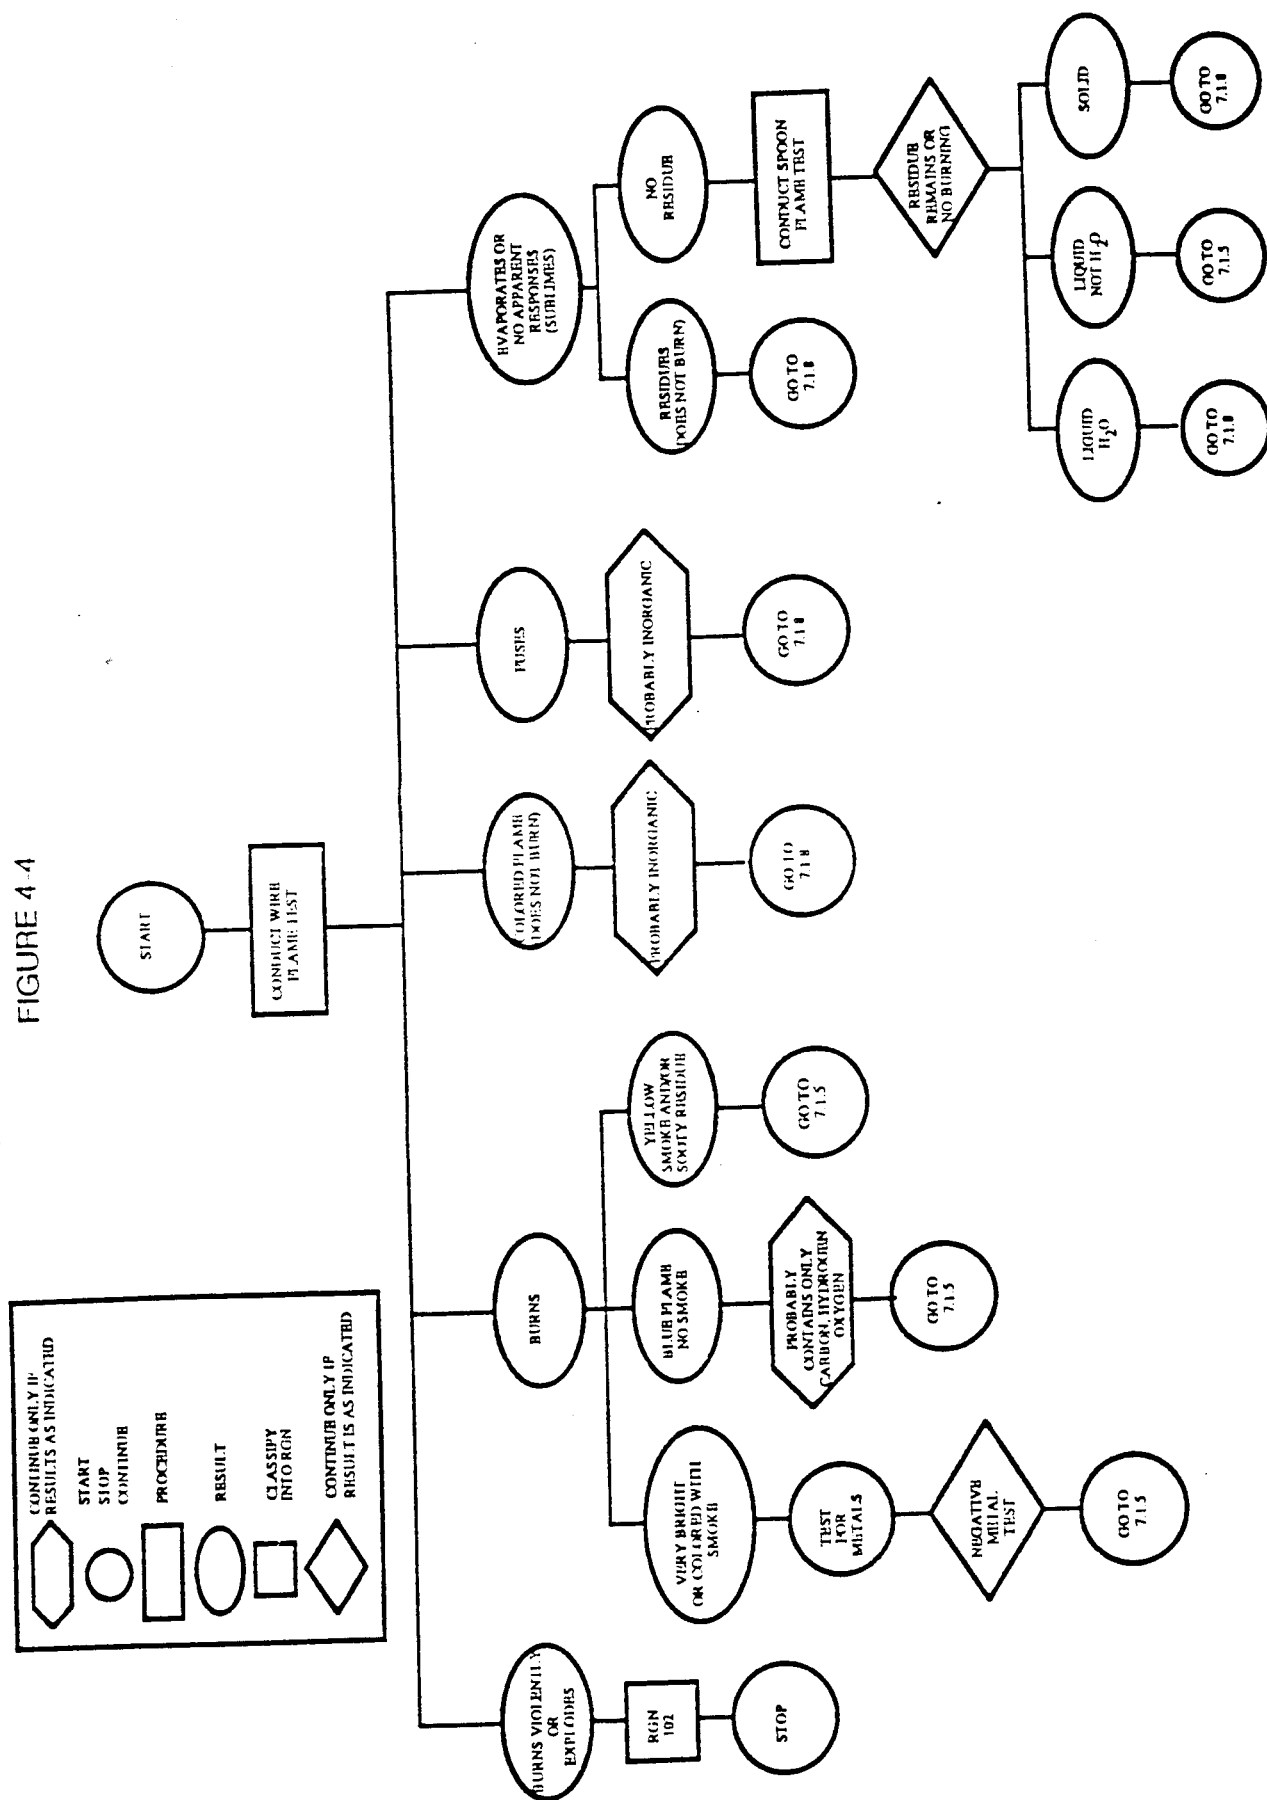 FIGURE 4-4
CONTINUE ONLY IF
RESULTS AS INDICATED
START
STOP
CONTINUE
PROCEDURE
RESULT
CLASSIFY
INTO RGN
CONTINUE ONLY IF
RESULT IS AS INDICATED
START
CONDUCT WIRE
FLAME TEST
BURNS VIOLENTLY
OR
EXPLODES
RGN
102
STOP
BURNS
VERY BRIGHT
OR COLORED WITH
SMOKE
TEST
FOR
METALS
NEGATIVE
METAL
TEST
GO TO
7.1.5
BLUE FLAME
NO SMOKE
PROBABLY
CONTAINS ONLY
CARBON, HYDROGEN
OXYGEN
GO TO
7.1.5
YELLOW
SMOKE AND/OR
SOOTY RESIDUE
GO TO
7.1.5
COLORED FLAME
(DOES NOT BURN)
PROBABLY INORGANIC
GO TO
7.1.8
FUSES
PROBABLY INORGANIC
GO TO
7.1.8
EVAPORATES OR
NO APPARENT
RESPONSES
(SUBLIMES)
RESIDUES
(DOES NOT BURN)
GO TO
7.1.8
NO
RESIDUE
CONDUCT SPOON
FLAME TEST
RESIDUE
REMAINS OR
NO BURNING
LIQUID
H₂O
GO TO
7.1.8
LIQUID
NOT H₂O
GO TO
7.1.5
SOLID
GO TO
7.1.8